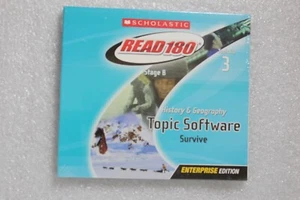 SCHOLASTIC
READ 180
Stage B
3
History & Geography
Topic Software
Survive
ENTERPRISE EDITION